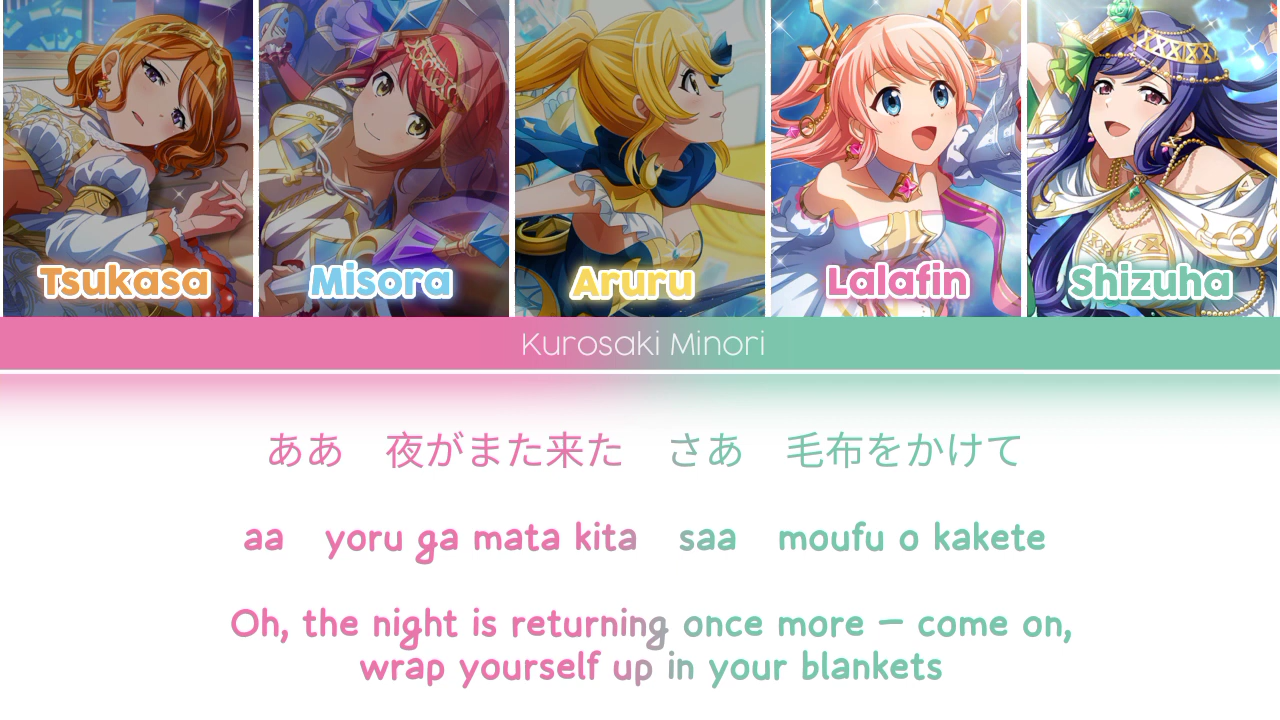 Tsukasa
Misora
Aruru
Lalafin
Shizuha
Kurosaki Minori
ああ　夜がまた来た　さあ　毛布をかけて
aa　yoru ga mata kita　saa　moufu o kakete
Oh, the night is returning once more – come on,
wrap yourself up in your blankets